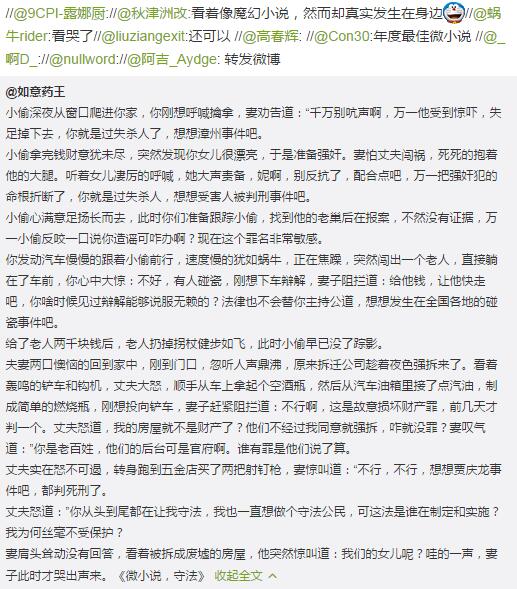 //@9CPI-露娜厨://@秋津洲改:看着像魔幻小说，然而却真实发生在身边//@蜗
牛rider:看哭了//@liuziangexit:还可以 //@高春辉: //@Con30:年度最佳微小说 //@_
啊D_://@nullword://@阿吉_Aydge: 转发微博
@如意药王
小偷深夜从窗口爬进你家，你刚想呼喊擒拿，妻劝告道：“千万别吭声啊，万一他受到惊吓，失
足掉下去，你就是过失杀人了，想想漳州事件吧。
小偷拿完钱财意犹未尽，突然发现你女儿很漂亮，于是准备强奸。妻怕丈夫闯祸，死死的抱着
他的大腿。听着女儿凄厉的呼喊，她大声责备，妮啊，别反抗了，配合点吧，万一把强奸犯的
命根折断了，你就是过失杀人，想想受害人被判刑事件吧。
小偷心满意足扬长而去，此时你们准备跟踪小偷，找到他的老巢后在报案，不然没有证据，万
一小偷反咬一口说你造谣可咋办啊？现在这个罪名非常敏感。
你发动汽车慢慢的跟着小偷前行，速度慢的犹如蜗牛，正在焦躁，突然闯出一个老人，直接躺
在了车前，你心中大惊：不好，有人碰瓷，刚想下车辩解，妻子阻拦道：给他钱，让他快走
吧，你啥时候见过辩解能够说服无赖的？法律也不会替你主持公道，想想发生在全国各地的碰
瓷事件吧。
给了老人两千块钱后，老人扔掉拐杖健步如飞，此时小偷早已没了踪影。
夫妻两口懊恼的回到家中，刚到门口，忽听人声鼎沸，原来拆迁公司趁着夜色强拆来了。看着
轰鸣的铲车和钩机，丈夫大怒，顺手从车上拿起个空酒瓶，然后从汽车油箱里接了点汽油，制
成简单的燃烧瓶，刚想投向铲车，妻子赶紧阻拦道：不行啊，这是故意损坏财产罪，前几天才
判一个。丈夫怒道，我的房屋就不是财产了？他们不经过我同意就强拆，咋就没罪？妻叹气
道：”你是老百姓，他们的后台可是官府啊。谁有罪是他们说了算。
丈夫实在怒不可遏，转身跑到五金店买了两把射钉枪，妻惊叫道：“不行，不行，想想贾庆龙事
件吧，都判死刑了。
丈夫怒道：”你从头到尾都在让我守法，我也一直想做个守法公民，可这法是谁在制定和实施？
我为何丝毫不受保护？
妻肩头耸动没有回答，看着被拆成废墟的房屋，他突然惊叫道：我们的女儿呢？哇的一声，妻
子此时才哭出声来。《微小说，守法》 收起全文